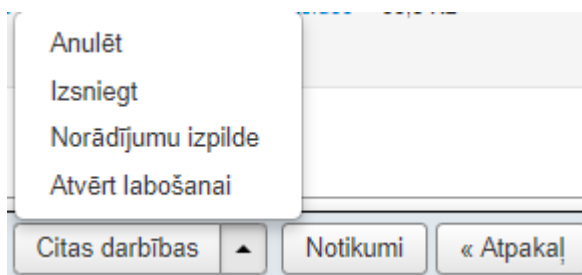 Anulēt
Izsniegt
Norādījumu izpilde
Atvērt labošanai
Citas darbības Notikumi « Atpakaļ